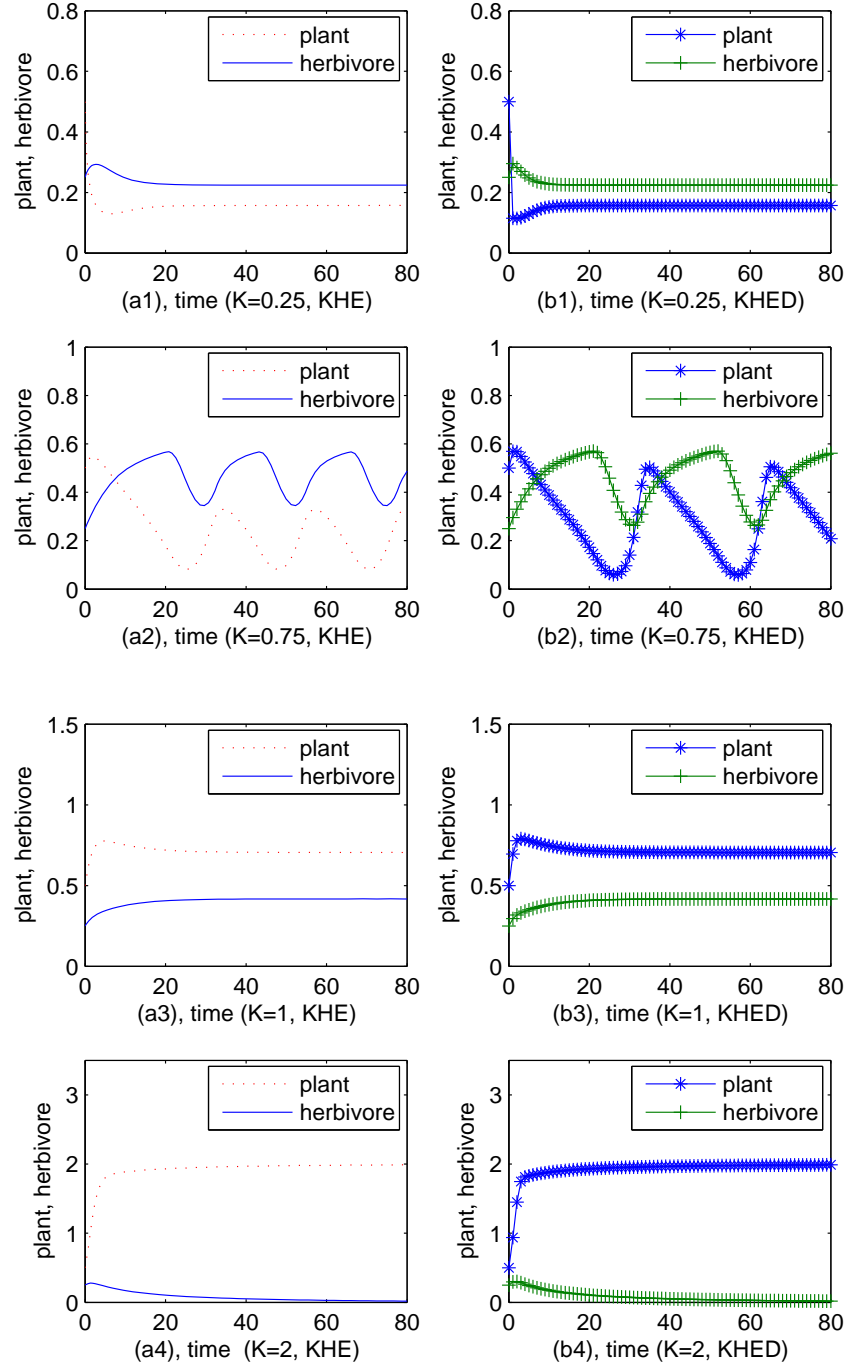 plant, herbivore
0.8
0.6
0.4
0.2
0
plant
herbivore
0 20 40 60 80
(a1), time (K=0.25, KHE)
plant, herbivore
0.8
0.6
0.4
0.2
0
plant
herbivore
0 20 40 60 80
(b1), time (K=0.25, KHED)
plant, herbivore
1
0.8
0.6
0.4
0.2
0
plant
herbivore
0 20 40 60 80
(a2), time (K=0.75, KHE)
plant, herbivore
1
0.8
0.6
0.4
0.2
0
plant
herbivore
0 20 40 60 80
(b2), time (K=0.75, KHED)
plant, herbivore
1.5
1
0.5
0
plant
herbivore
0 20 40 60 80
(a3), time (K=1, KHE)
plant, herbivore
1.5
1
0.5
0
plant
herbivore
0 20 40 60 80
(b3), time (K=1, KHED)
plant, herbivore
3
2
1
0
plant
herbivore
0 20 40 60 80
(a4), time (K=2, KHE)
plant, herbivore
3
2
1
0
plant
herbivore
0 20 40 60 80
(b4), time (K=2, KHED)